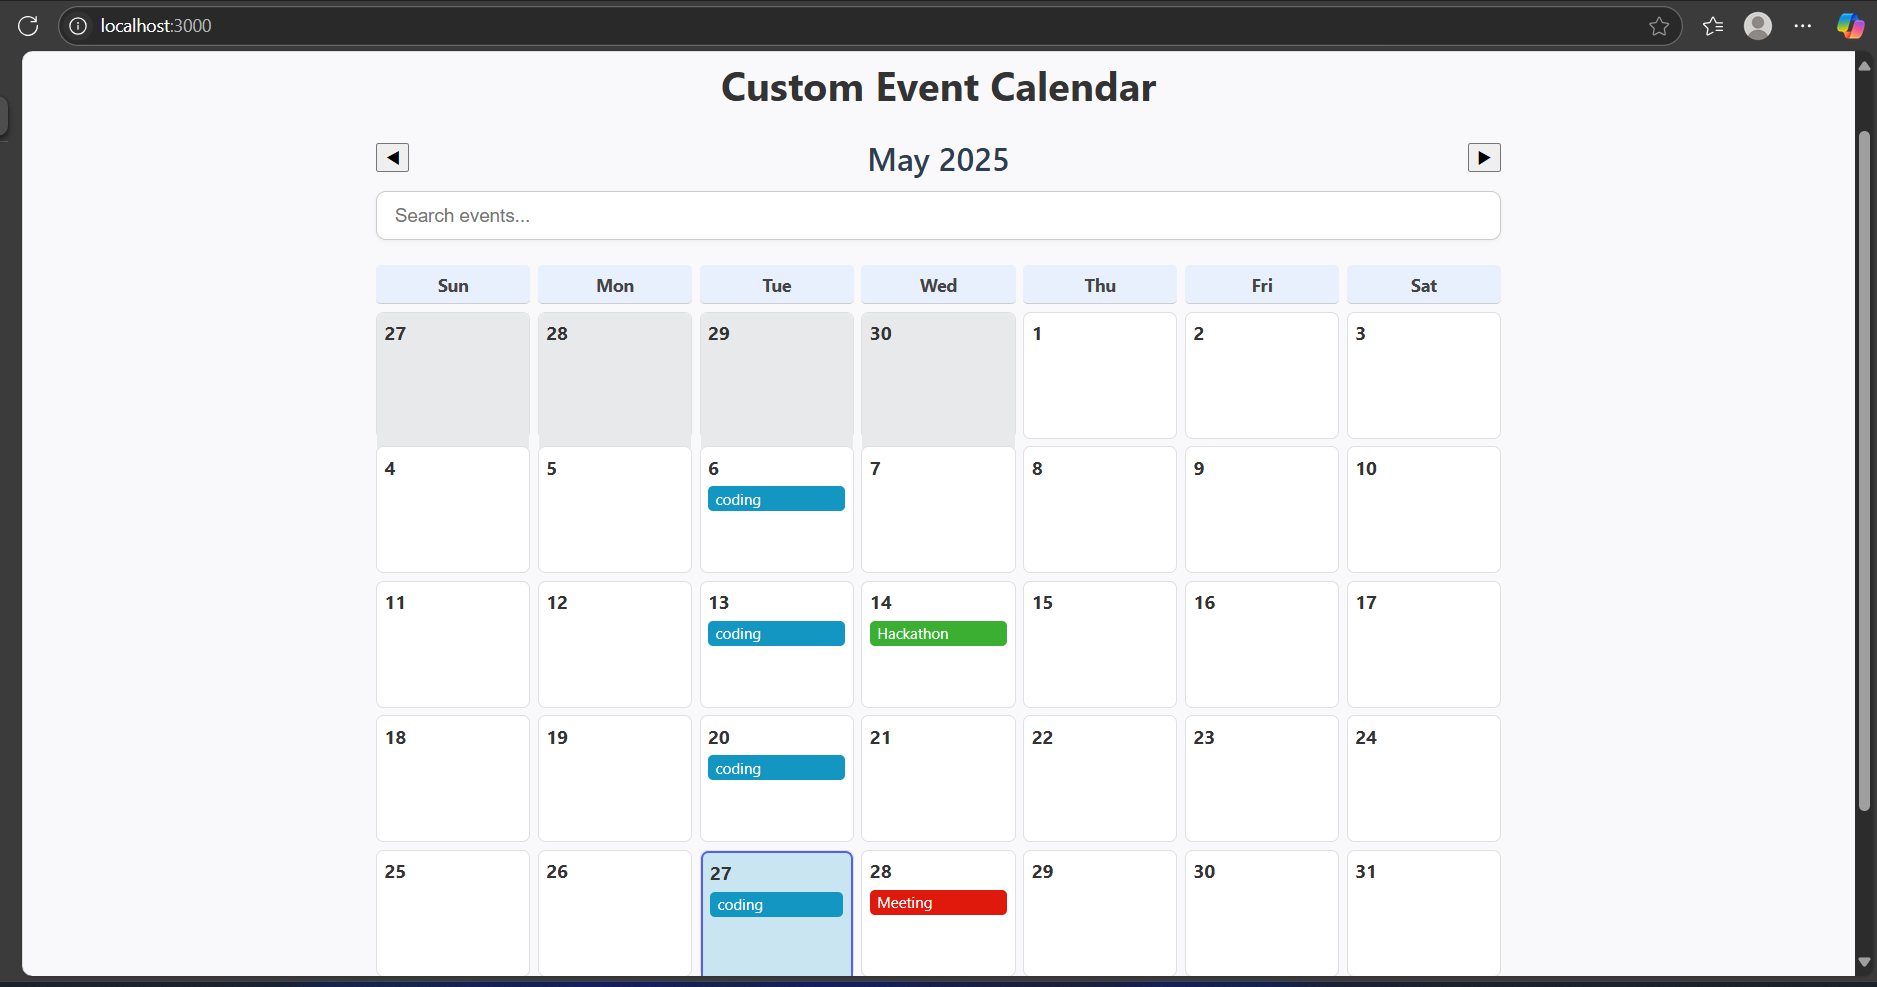 localhost:3000
Custom Event Calendar
May 2025
Search events...
Sun Mon Tue Wed Thu Fri Sat
27 28 29 30 1 2 3
4 5 6 7 8 9 10
coding
11 12 13 14 15 16 17
coding Hackathon
18 19 20 21 22 23 24
coding
25 26 27 28 29 30 31
coding Meeting